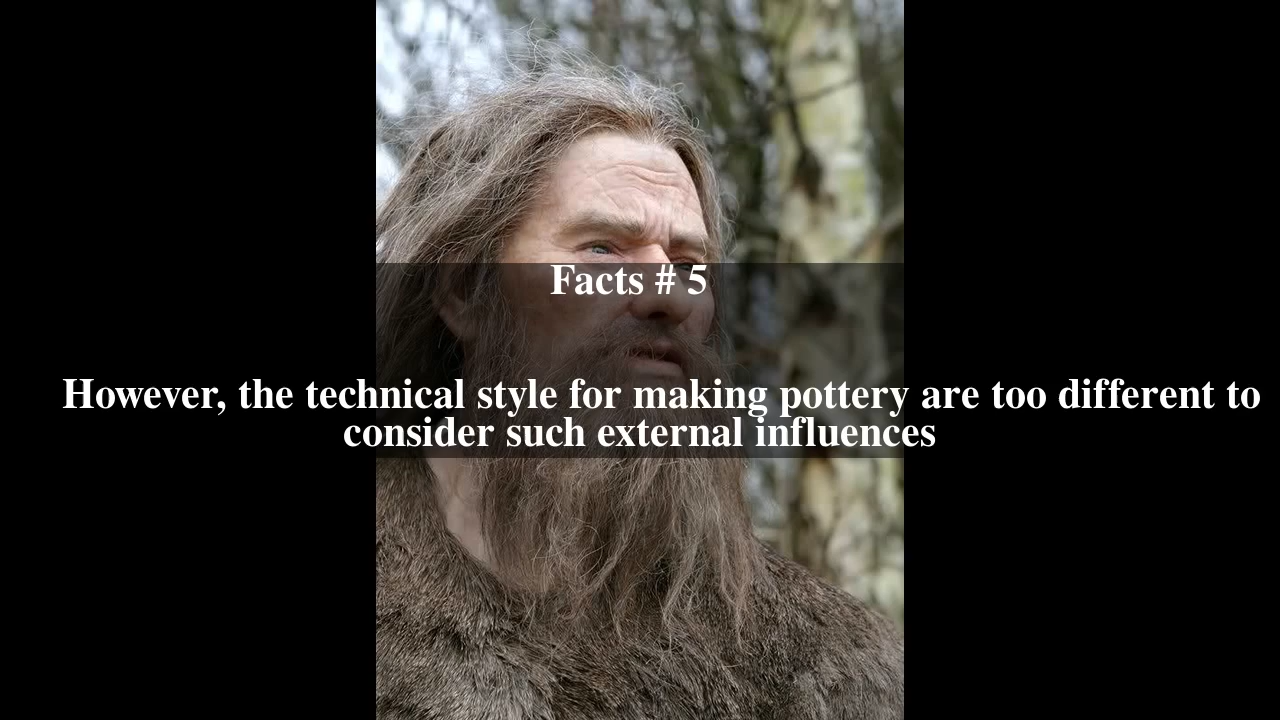 Facts # 5
However, the technical style for making pottery are too different to
consider such external influences